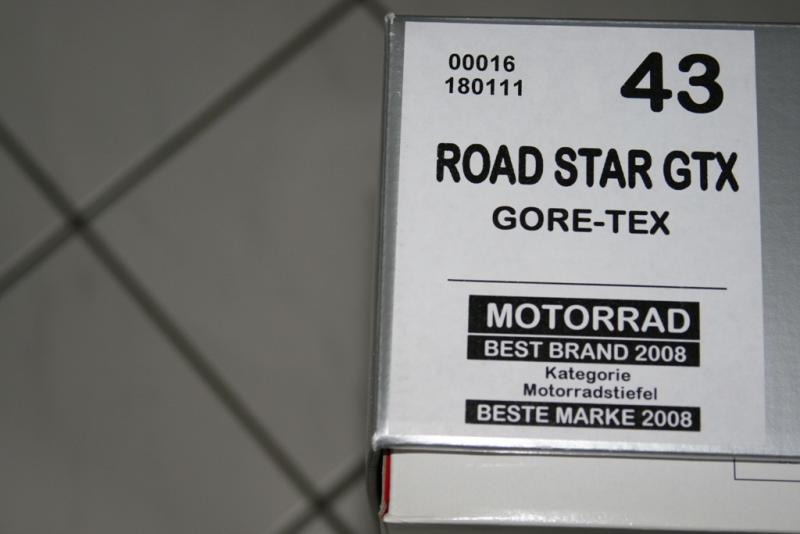 00016
180111
43
ROAD STAR GTX
GORE-TEX
MOTORRAD
BEST BRAND 2008
Kategorie
Motorradstiefel
BESTE MARKE 2008